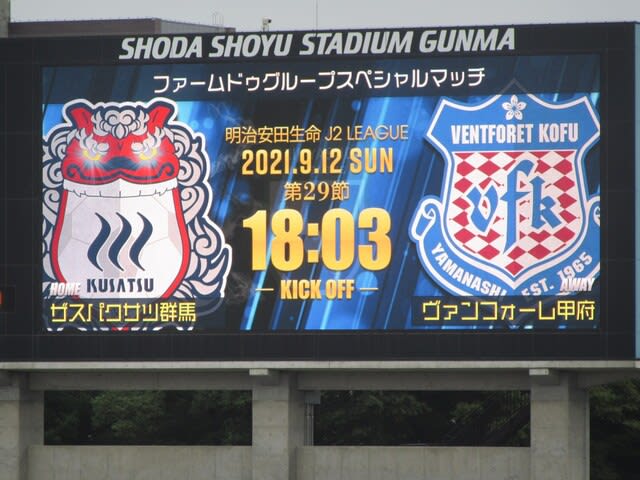 SHODA SHOYU STADIUM GUNMA
ファームドゥグループスペシャルマッチ
明治安田生命 J2 LEAGUE
2021.9.12 SUN
第29節
18:03
KICK OFF
KUSATSU
HOME
ザスパクサツ群馬
VENTFORET KOFU
vfk
YAMANASHI EST. 1965
AWAY
ヴァンフォーレ甲府